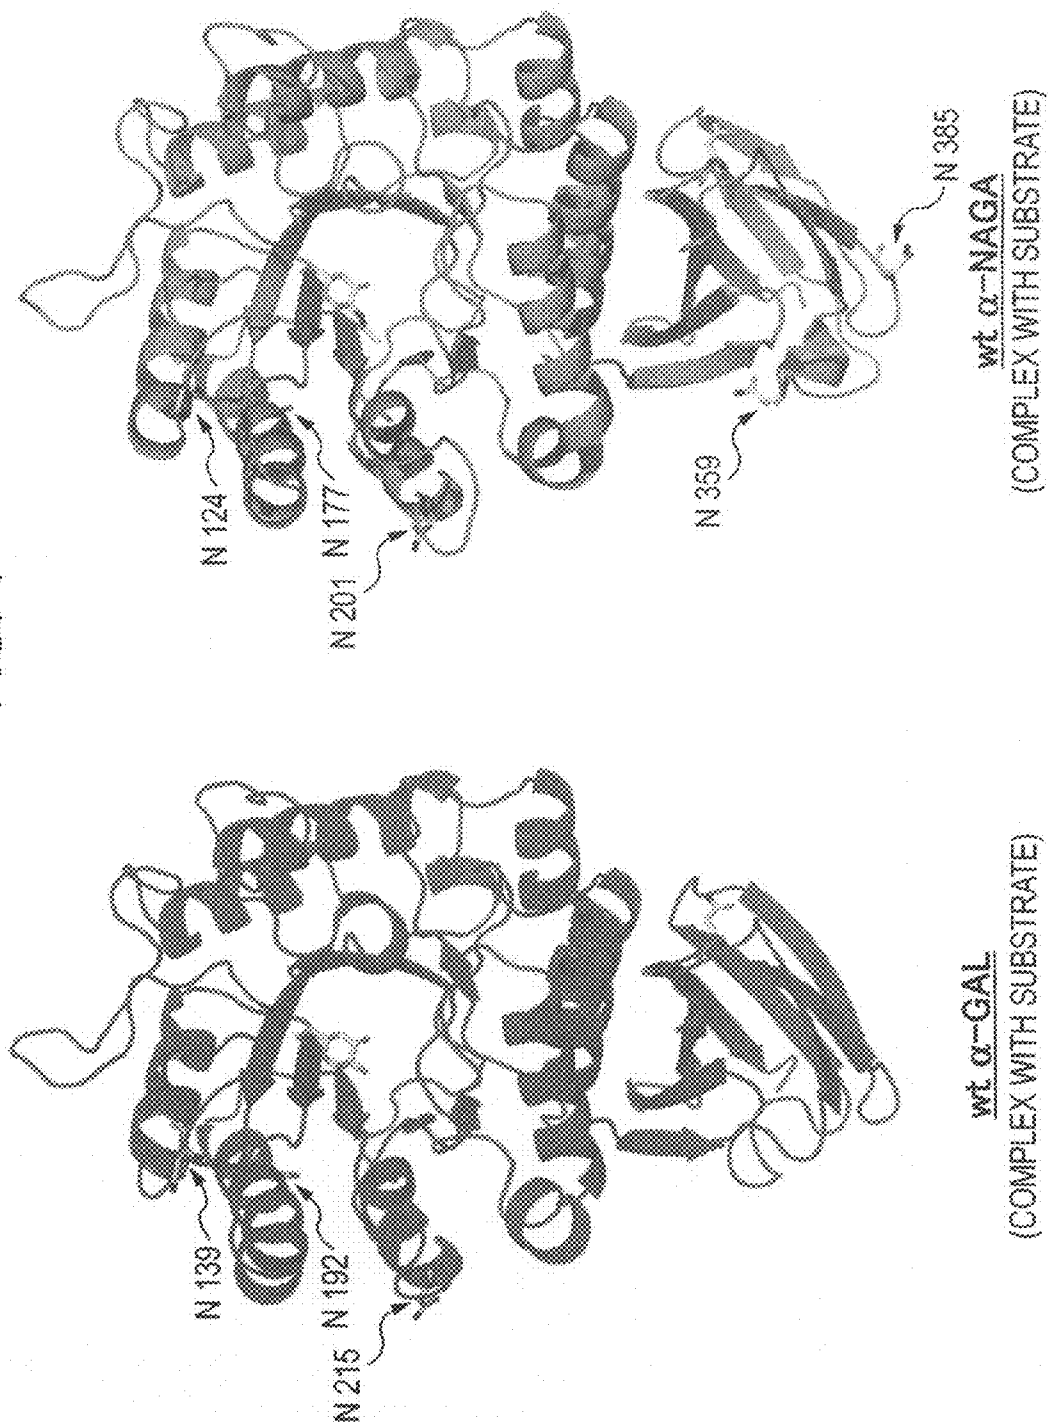 N 139
N 192
N 215
wt α-GAL
(COMPLEX WITH SUBSTRATE)
N 124
N 177
N 201
N 359
N 385
wt α-NAGA
(COMPLEX WITH SUBSTRATE)